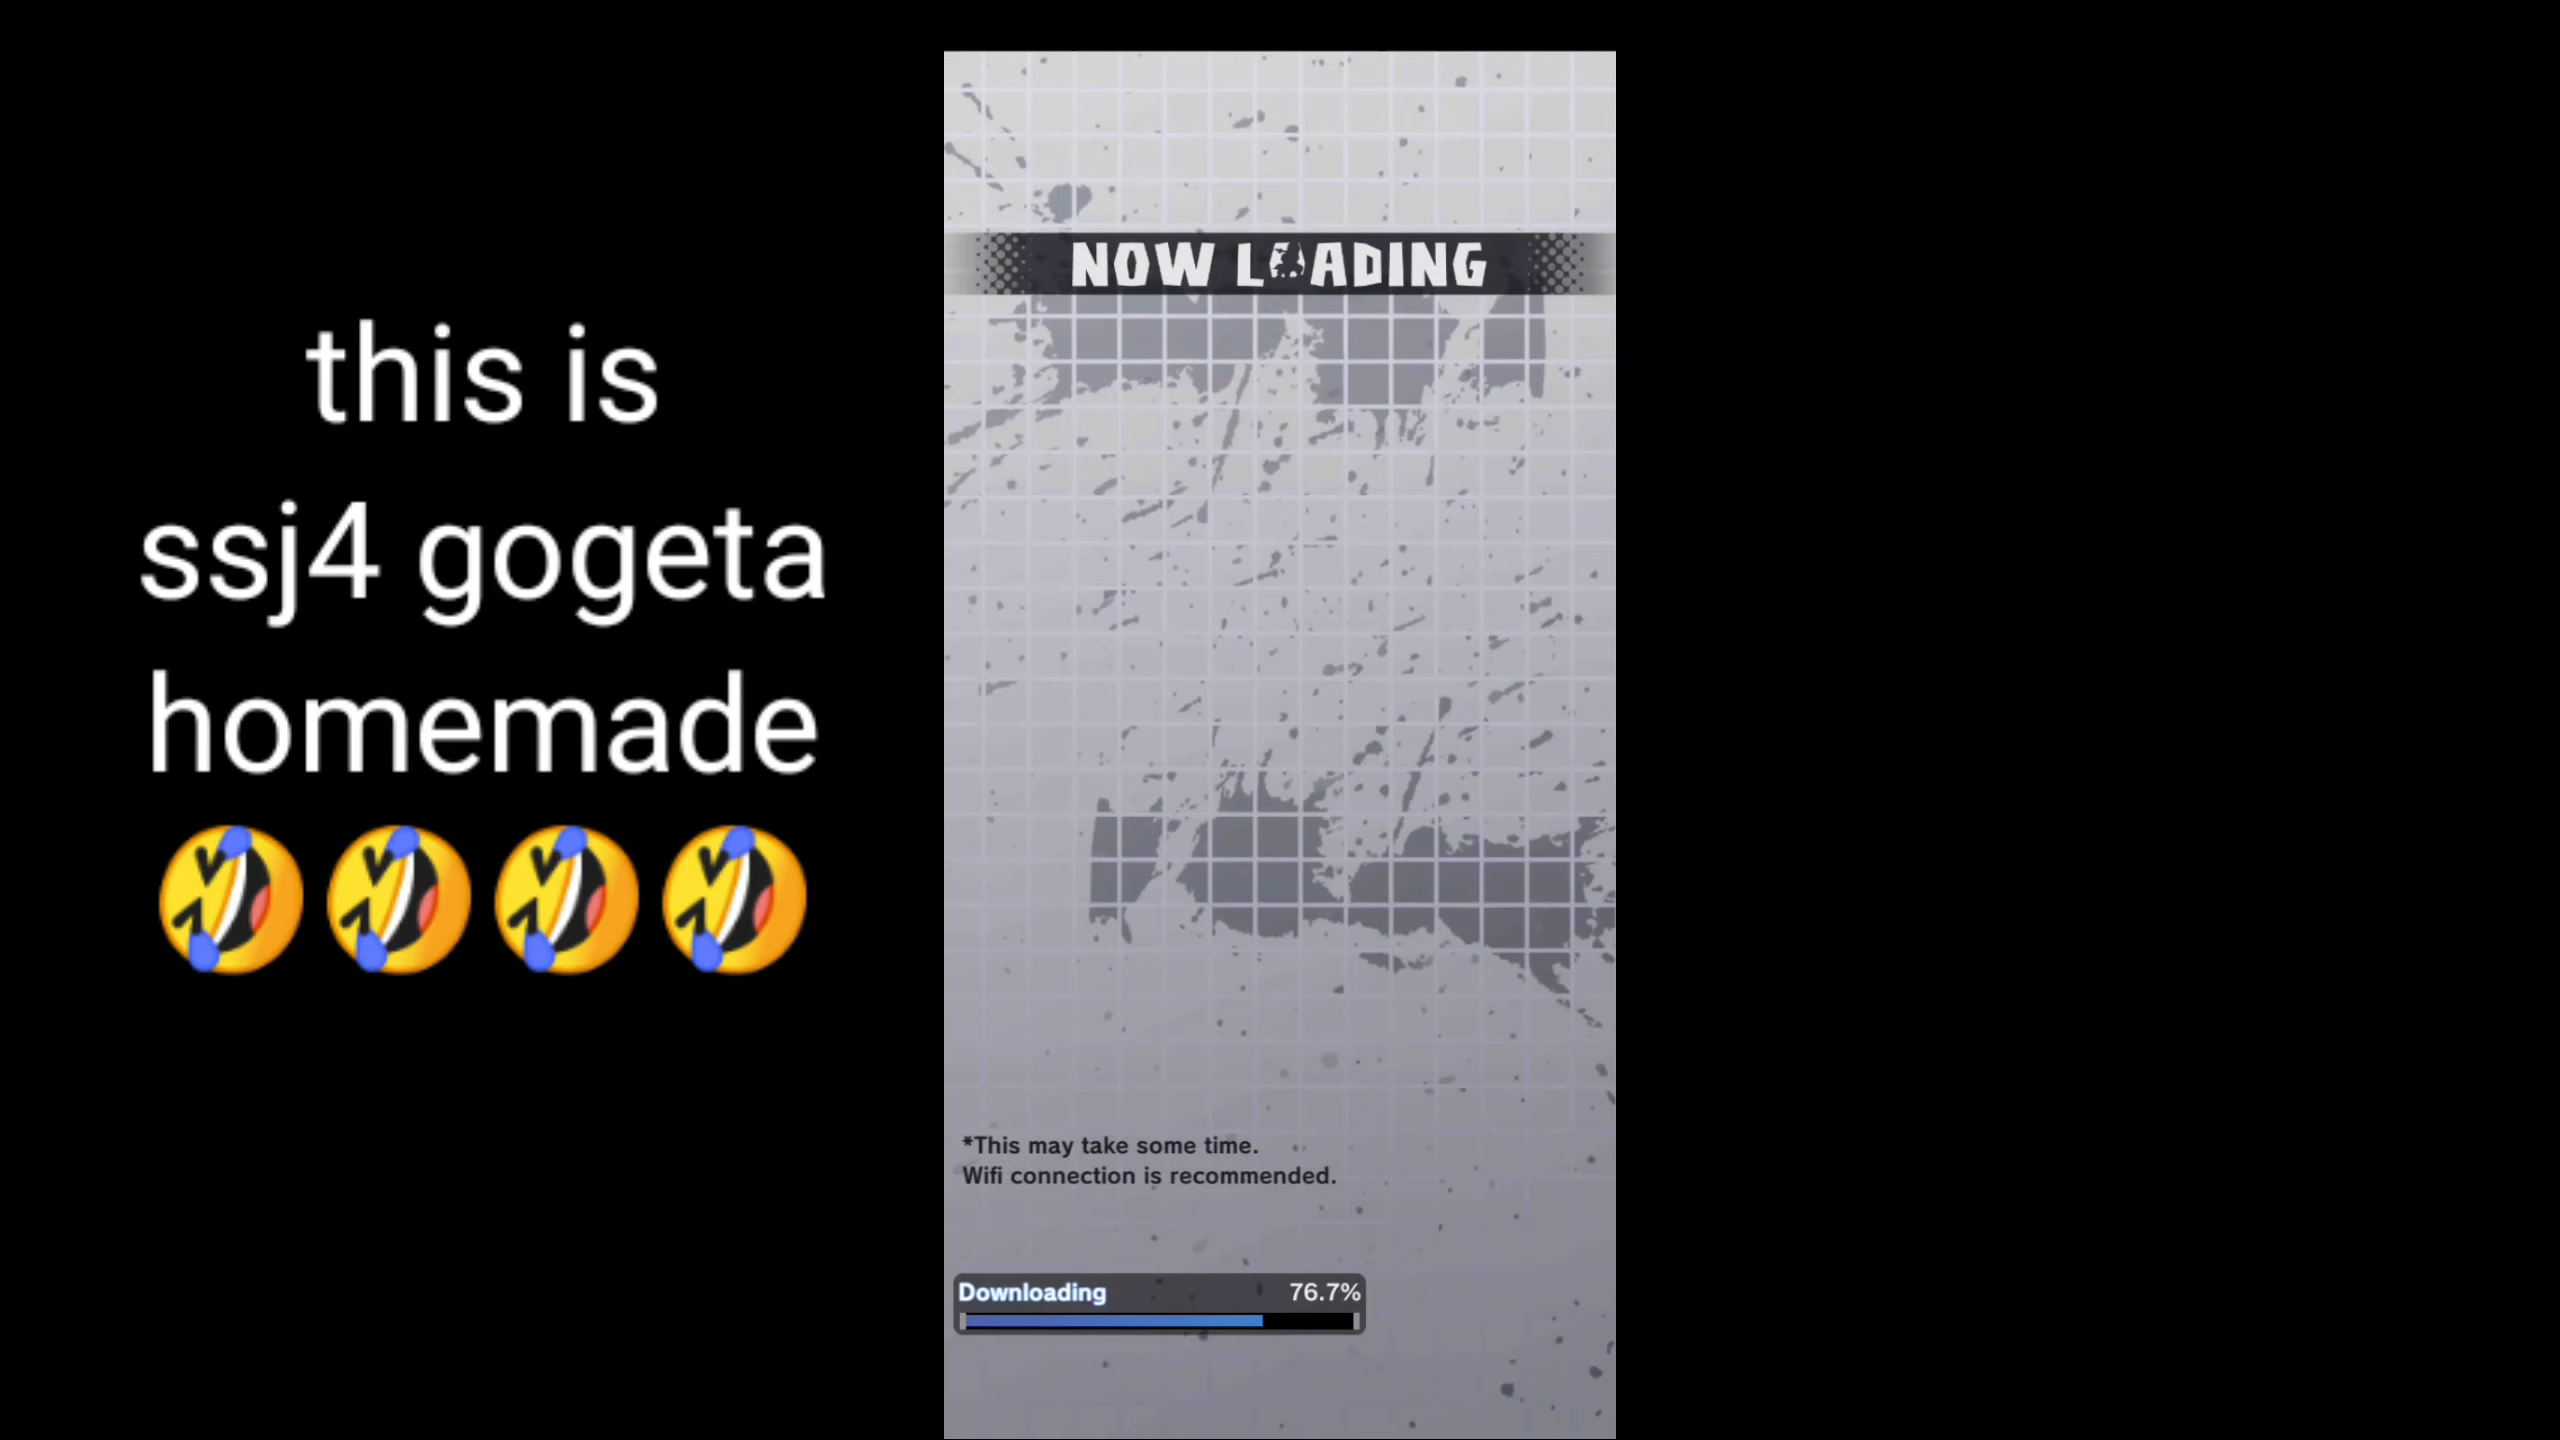 this is
ssj4 gogeta
homemade
🤣🤣🤣🤣
NOW LOADING
*This may take some time.
Wifi connection is recommended.
Downloading 76.7%